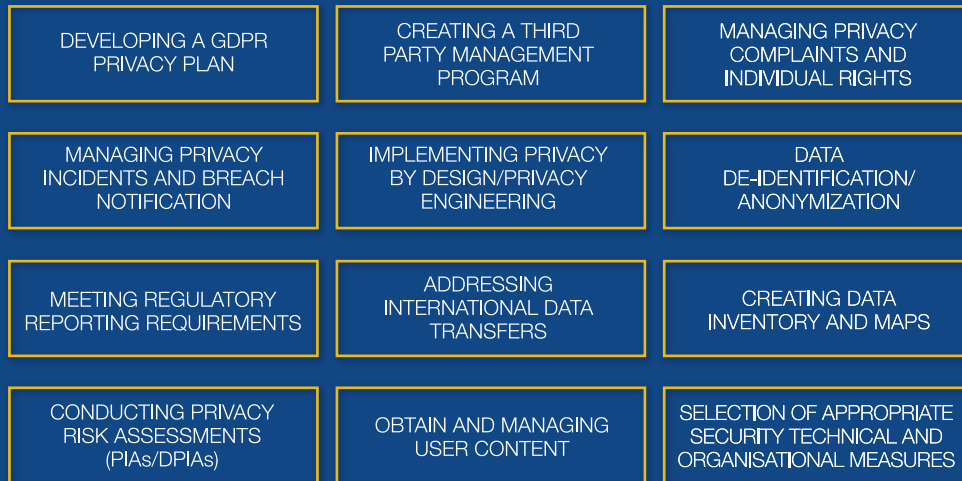 DEVELOPING A GDPR
PRIVACY PLAN
CREATING A THIRD
PARTY MANAGEMENT
PROGRAM
MANAGING PRIVACY
COMPLAINTS AND
INDIVIDUAL RIGHTS
MANAGING PRIVACY
INCIDENTS AND BREACH
NOTIFICATION
IMPLEMENTING PRIVACY
BY DESIGN/PRIVACY
ENGINEERING
DATA
DE-IDENTIFICATION/
ANONYMIZATION
MEETING REGULATORY
REPORTING REQUIREMENTS
ADDRESSING
INTERNATIONAL DATA
TRANSFERS
CREATING DATA
INVENTORY AND MAPS
CONDUCTING PRIVACY
RISK ASSESSMENTS
(PIAs/DPIAs)
OBTAIN AND MANAGING
USER CONTENT
SELECTION OF APPROPRIATE
SECURITY TECHNICAL AND
ORGANISATIONAL MEASURES